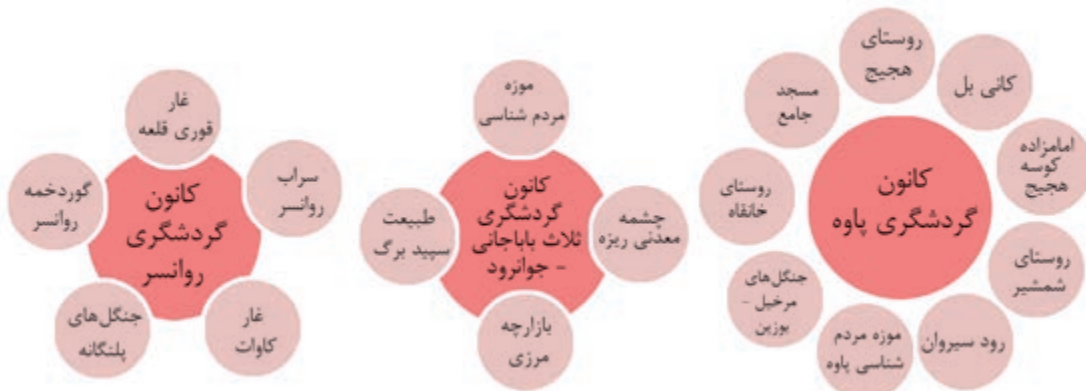 کانون
گردشگری پاوه
روستای
هجیج
کانی بل
امامزاده
کوسه
هجیج
روستای
شمشیر
رود سیروان
موزه مردم
شناسی پاوه
جنگل‌های
مرخیل -
بوزین
روستای
خانقاه
مسجد
جامع
کانون
گردشگری
ثلاث باباجانی
- جوانرود
موزه
مردم شناسی
چشمه
معدنی ریزه
بازارچه
مرزی
طبیعت
سپید برگ
کانون
گردشگری
روانسر
غار
قوری قلعه
سراب
روانسر
غار
کاوات
جنگل‌های
پلنگانه
گوردخمه
روانسر